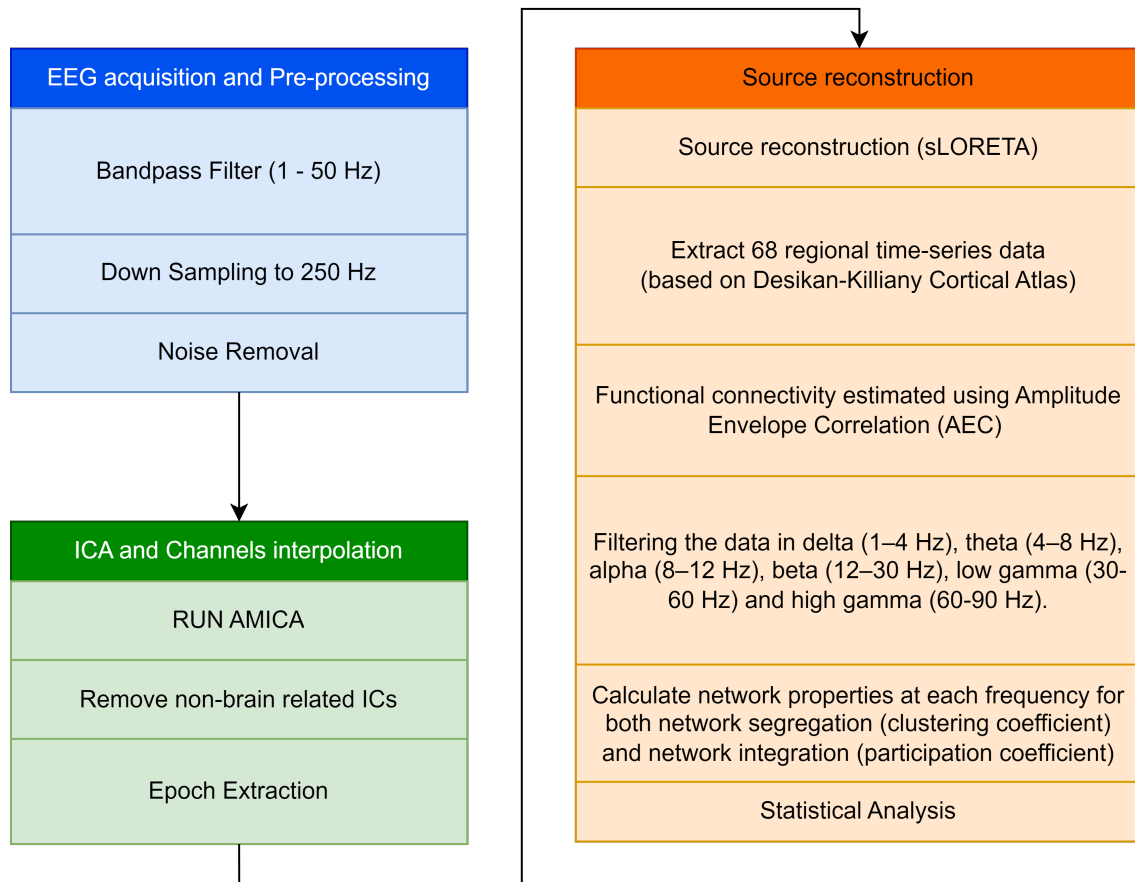 EEG acquisition and Pre-processing
Bandpass Filter (1 - 50 Hz)
Down Sampling to 250 Hz
Noise Removal
ICA and Channels interpolation
RUN AMICA
Remove non-brain related ICs
Epoch Extraction
Source reconstruction
Source reconstruction (sLORETA)
Extract 68 regional time-series data
(based on Desikan-Killiany Cortical Atlas)
Functional connectivity estimated using Amplitude
Envelope Correlation (AEC)
Filtering the data in delta (1–4 Hz), theta (4–8 Hz),
alpha (8–12 Hz), beta (12–30 Hz), low gamma (30-
60 Hz) and high gamma (60-90 Hz).
Calculate network properties at each frequency for
both network segregation (clustering coefficient)
and network integration (participation coefficient)
Statistical Analysis